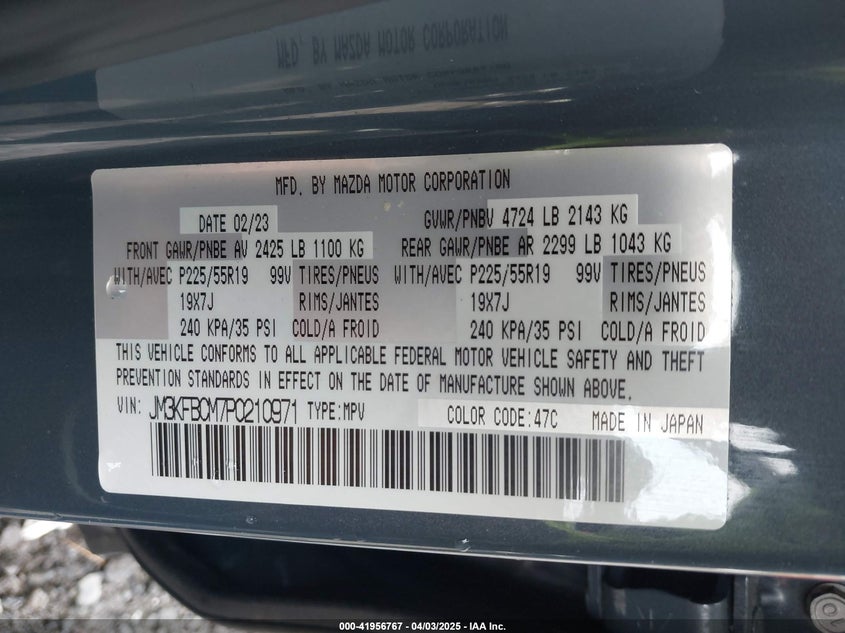 MFD. BY MAZDA MOTOR CORPORATION
MFD. BY MAZDA MOTOR CORPORATION
DATE 02/23 GVWR/PNBV 4724 LB 2143 KG
FRONT GAWR/PNBE AV 2425 LB 1100 KG REAR GAWR/PNBE AR 2299 LB 1043 KG
WITH/AVEC P225/55R19 99V TIRES/PNEUS WITH/AVEC P225/55R19 99V TIRES/PNEUS
19X7J RIMS/JANTES 19X7J RIMS/JANTES
240 KPA/35 PSI COLD/A FROID 240 KPA/35 PSI COLD/A FROID
THIS VEHICLE CONFORMS TO ALL APPLICABLE FEDERAL MOTOR VEHICLE SAFETY AND THEFT
PREVENTION STANDARDS IN EFFECT ON THE DATE OF MANUFACTURE SHOWN ABOVE.
VIN: JM3KFBCM7P0210971 TYPE:MPV COLOR CODE:47C MADE IN JAPAN
000-41956767 - 04/03/2025 - IAA Inc.